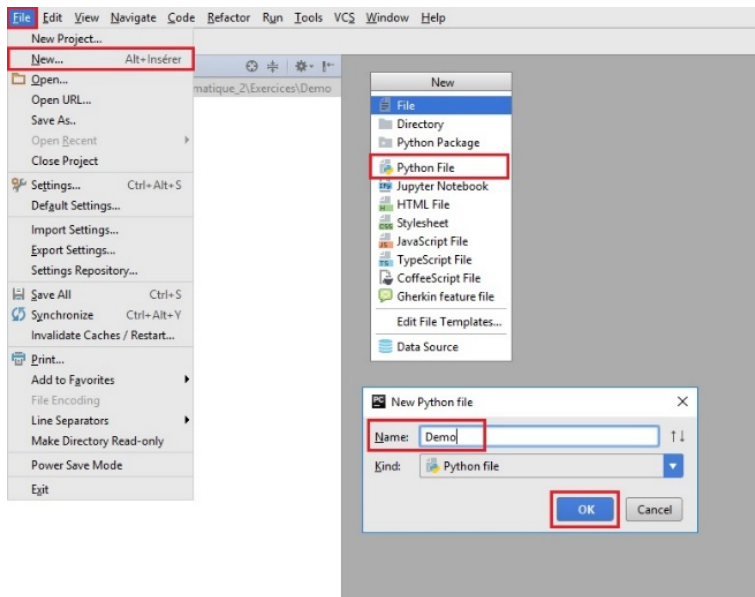 File Edit View Navigate Code Refactor Run Tools VCS Window Help
New Project...
New... Alt+Insérer
Open...
matique_2\Exercices\Demo
Open URL...
Save As..
Open Recent
Close Project
Settings... Ctrl+Alt+S
Default Settings...
Import Settings...
Export Settings...
Settings Repository...
Save All Ctrl+S
Synchronize Ctrl+Alt+Y
Invalidate Caches / Restart...
Print...
Add to Favorites
File Encoding
Line Separators
Make Directory Read-only
Power Save Mode
Exit
New
File
Directory
Python Package
Python File
Jupyter Notebook
HTML File
Stylesheet
JavaScript File
TypeScript File
CoffeeScript File
Gherkin feature file
Edit File Templates...
Data Source
PC New Python file
Name: Demo
Kind: Python file
OK Cancel